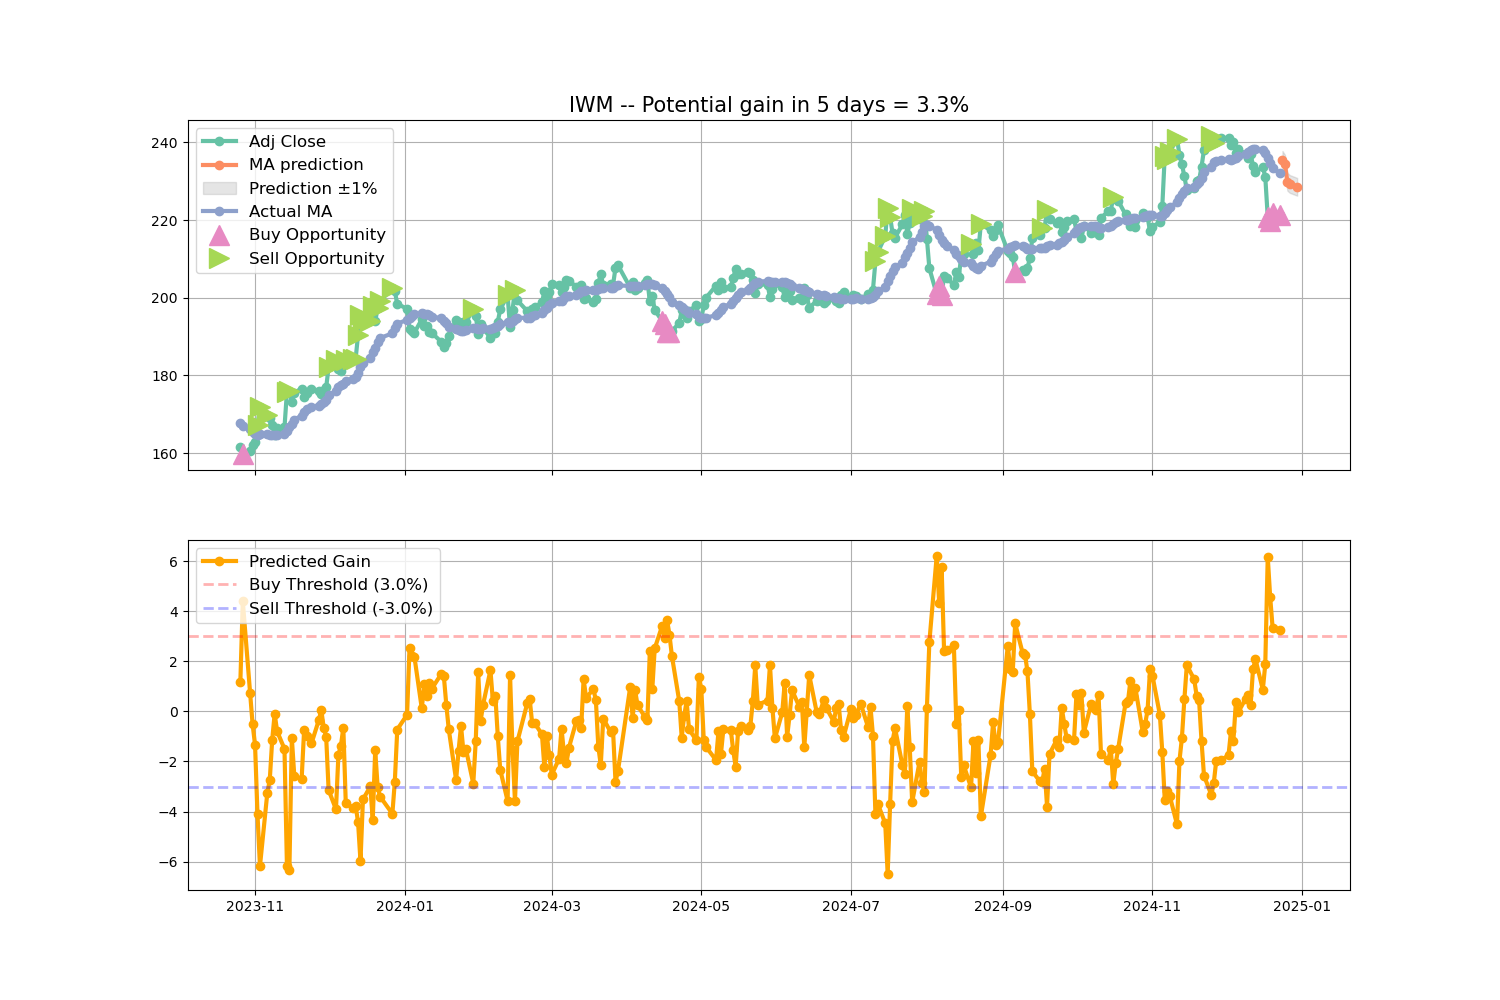 IWM -- Potential gain in 5 days = 3.3%
240
220
200
180
160
Adj Close
MA prediction
Prediction ±1%
Actual MA
Buy Opportunity
Sell Opportunity
6
4
2
0
−2
−4
−6
Predicted Gain
Buy Threshold (3.0%)
Sell Threshold (-3.0%)
2023-11
2024-01
2024-03
2024-05
2024-07
2024-09
2024-11
2025-01